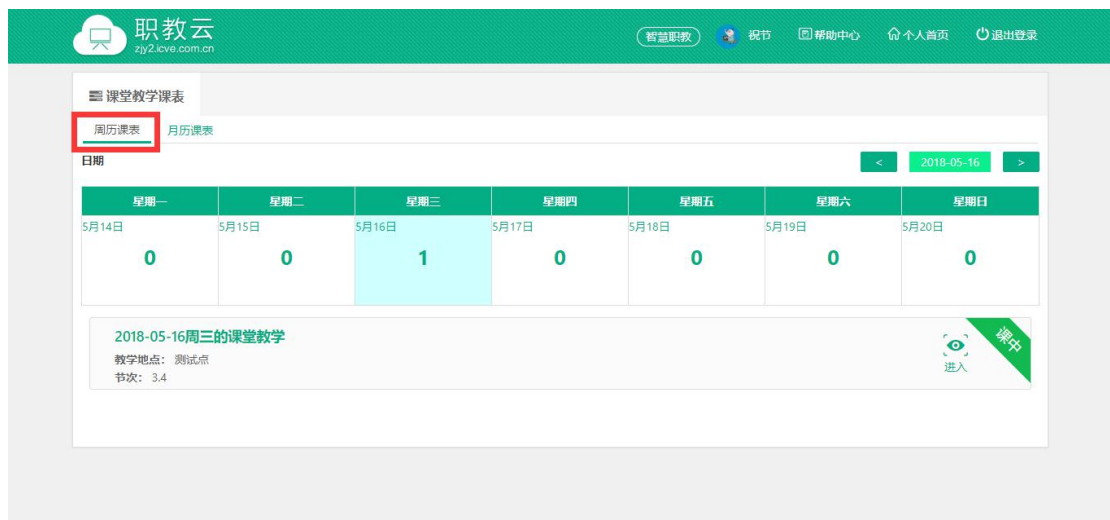 职教云
zjy2.icve.com.cn
智慧职教 祝节 帮助中心 个人首页 退出登录
课堂教学课表
周历课表 月历课表
日期 < 2018-05-16 >
星期一 星期二 星期三 星期四 星期五 星期六 星期日
5月14日 5月15日 5月16日 5月17日 5月18日 5月19日 5月20日
0 0 1 0 0 0 0
2018-05-16周三的课堂教学
课中
教学地点： 测试点
进入
节次： 3.4